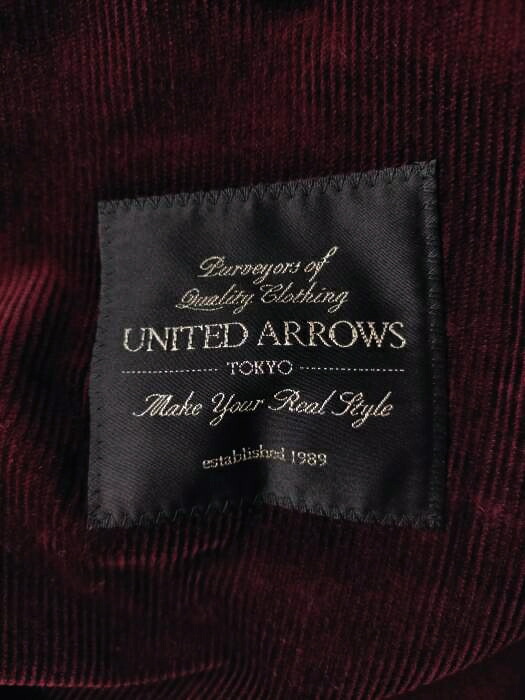 Purveyors of
Quality Clothing
UNITED ARROWS
TOKYO
Make Your Real Style
established 1989